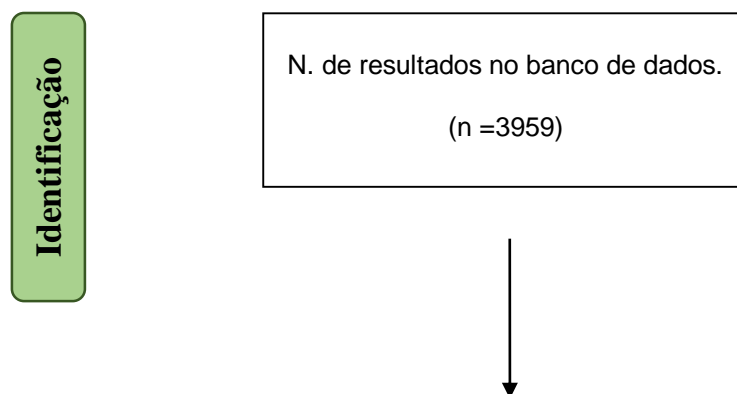 Identificação
N. de resultados no banco de dados.
(n =3959)